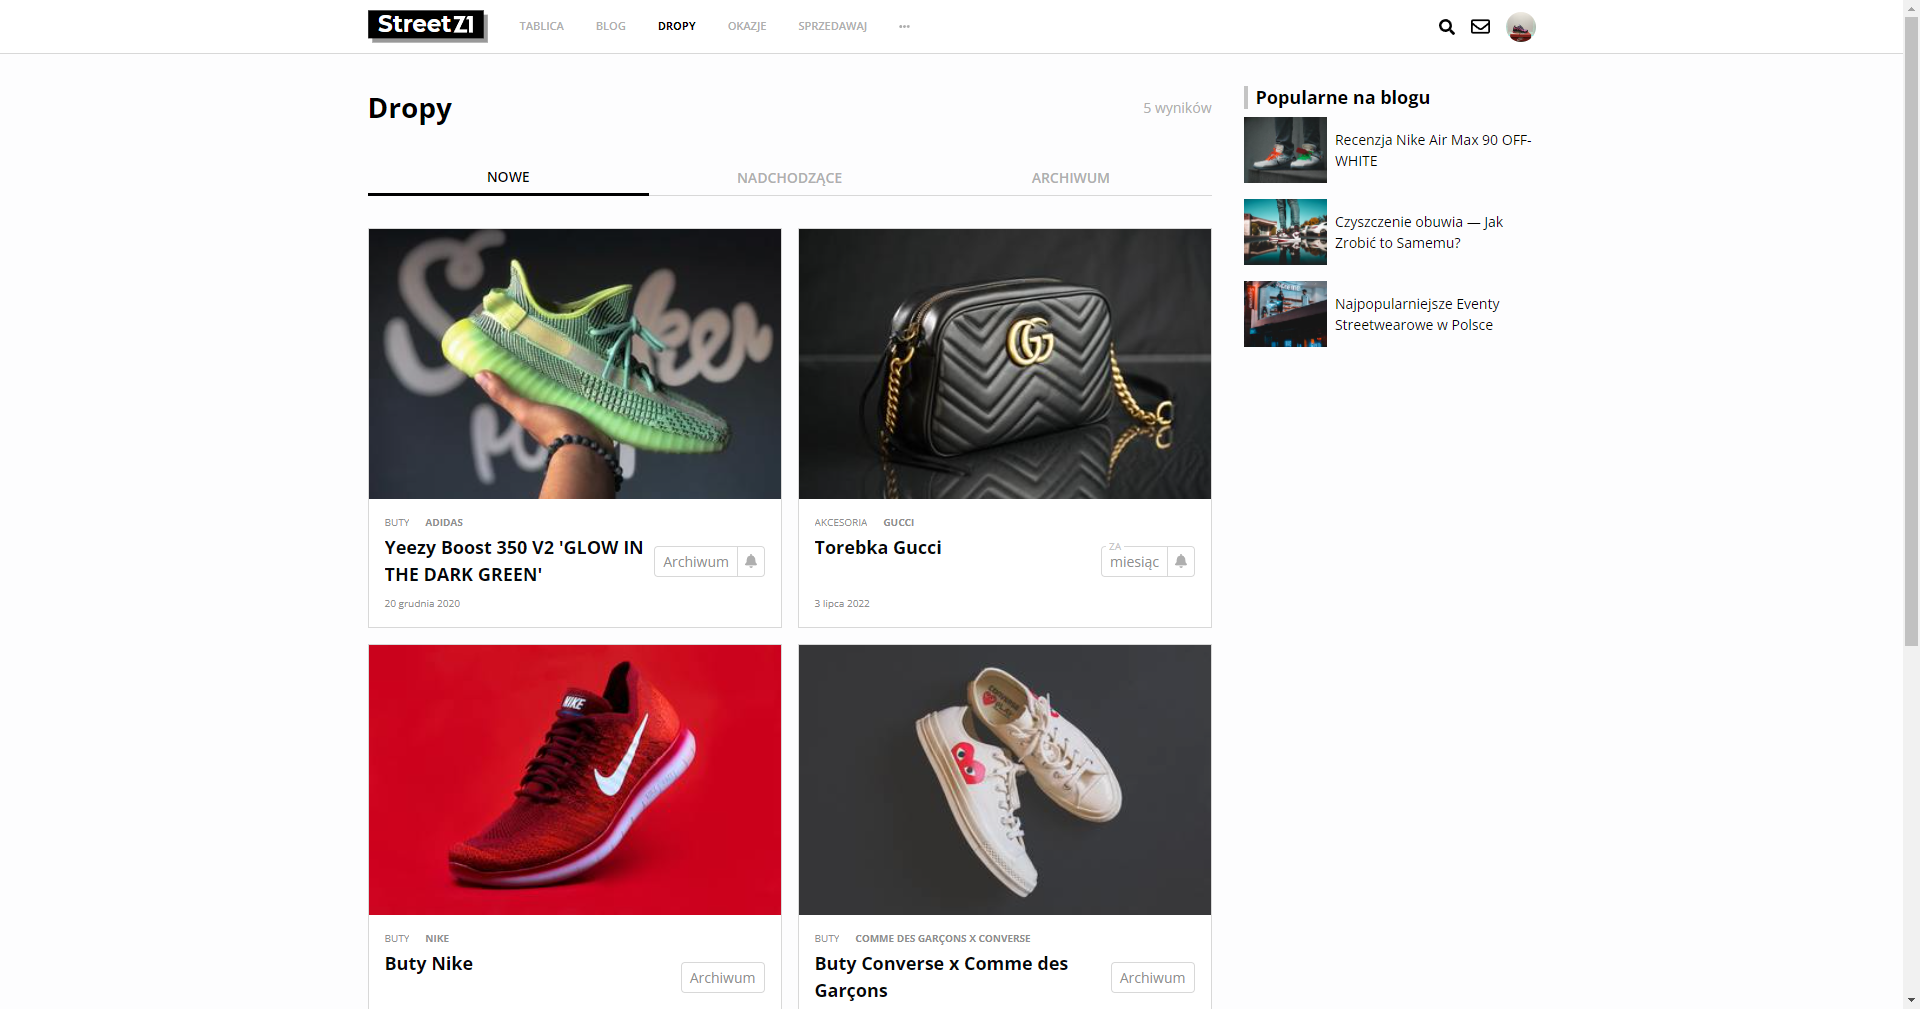 StreetZ1
TABLICA BLOG DROPY OKAZJE SPRZEDAWAJ ···
Dropy
5 wyników
NOWE NADCHODZĄCE ARCHIWUM
BUTY ADIDAS
Yeezy Boost 350 V2 'GLOW IN
THE DARK GREEN'
Archiwum
20 grudnia 2020
AKCESORIA GUCCI
Torebka Gucci
ZA
miesiąc
3 lipca 2022
NIKE
BUTY NIKE
Buty Nike
Archiwum
CONVERSE
PLAY
BUTY COMME DES GARÇONS X CONVERSE
Buty Converse x Comme des
Garçons
Archiwum
Popularne na blogu
Recenzja Nike Air Max 90 OFF-
WHITE
Czyszczenie obuwia — Jak
Zrobić to Samemu?
Najpopularniejsze Eventy
Streetwearowe w Polsce